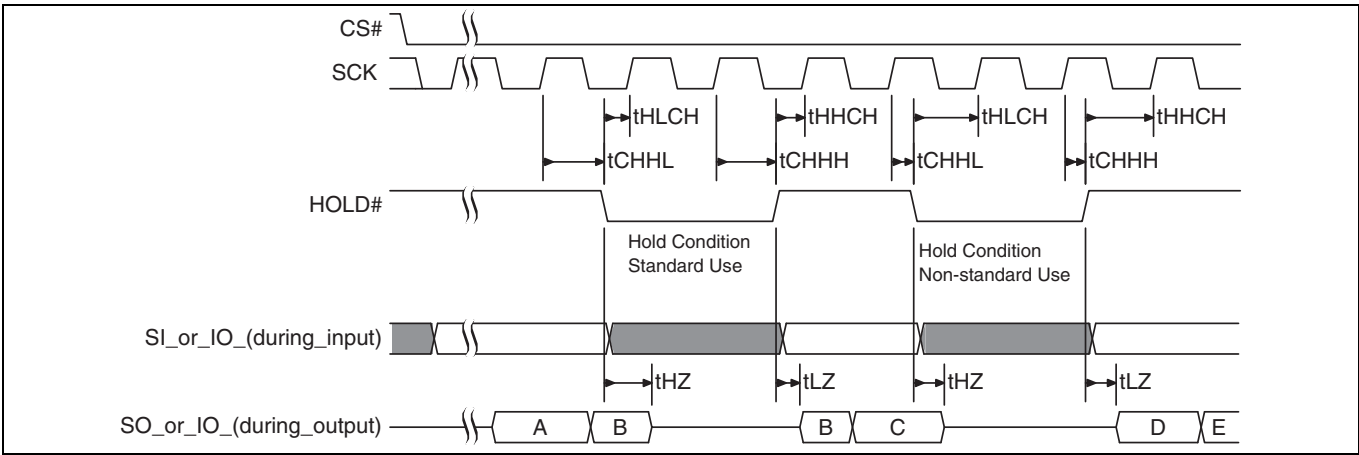 CS#
SCK
tHLCH tHHCH tHLCH tHHCH
tCHHL tCHHH tCHHL tCHHH
HOLD#
Hold Condition
Standard Use
Hold Condition
Non-standard Use
SI_or_IO_(during_input)
tHZ tLZ tHZ tLZ
SO_or_IO_(during_output) A B B C D E